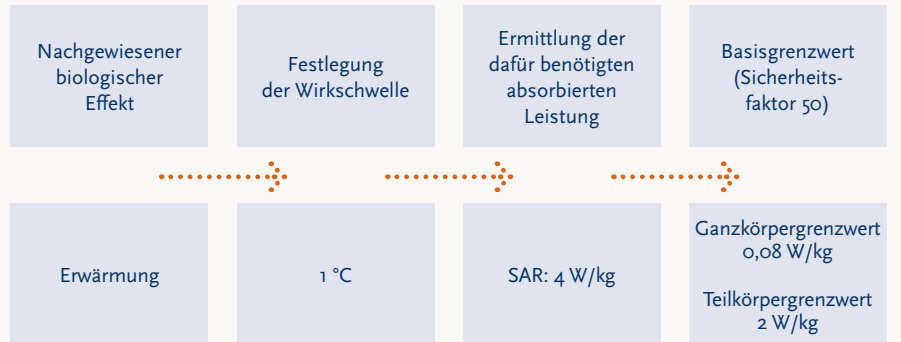 Nachgewiesener
biologischer
Effekt
Festlegung
der Wirkschwelle
Ermittlung der
dafür benötigten
absorbierten
Leistung
Basisgrenzwert
(Sicherheits-
faktor 50)
Erwärmung
1 °C
SAR: 4 W/kg
Ganzkörpergrenzwert
0,08 W/kg
Teilkörpergrenzwert
2 W/kg